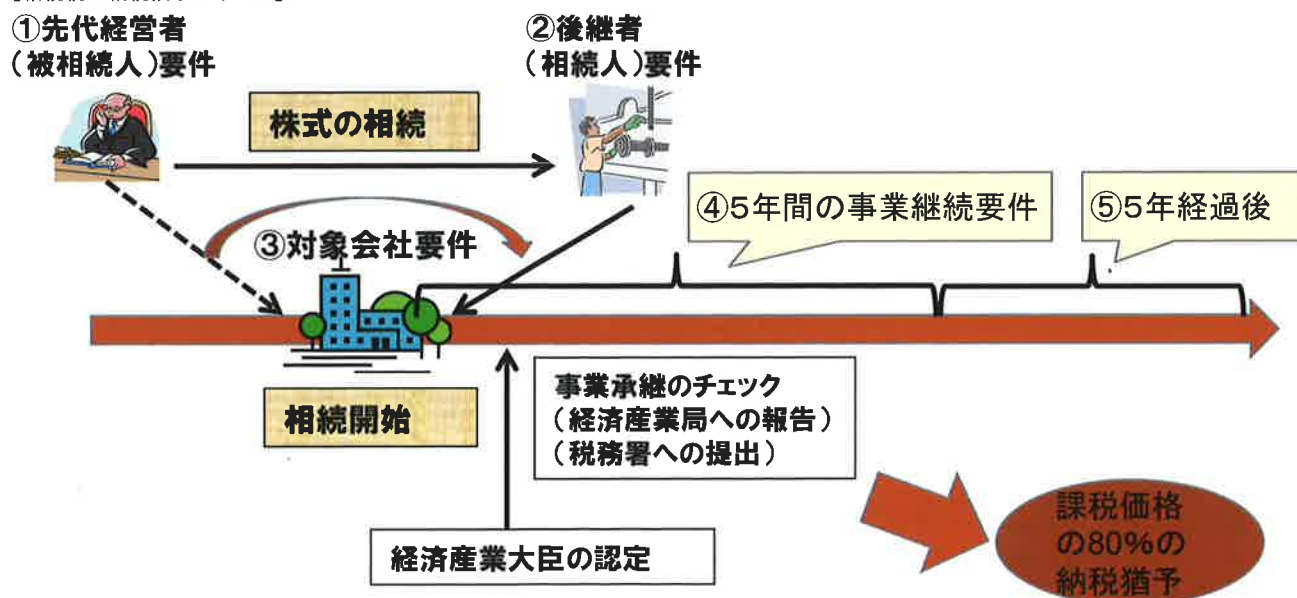 ①先代経営者
（被相続人）要件
②後継者
（相続人）要件
株式の相続
④5年間の事業継続要件
⑤5年経過後
③対象会社要件
相続開始
事業承継のチェック
（経済産業局への報告）
（税務署への提出）
経済産業大臣の認定
課税価格
の80%の
納税猶予